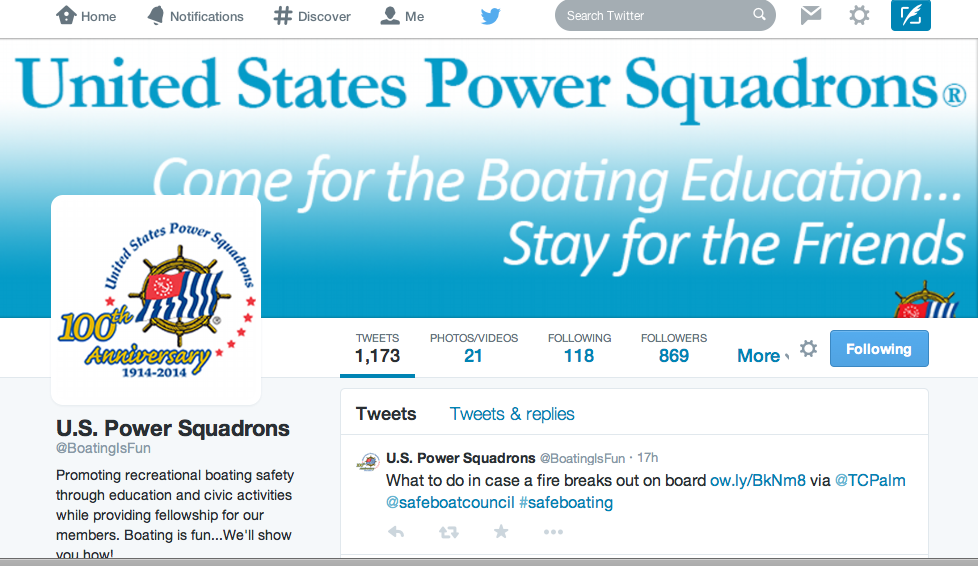 Home Notifications Discover Me Search Twitter
United States Power Squadrons®
Come for the Boating Education...
Stay for the Friends
United States Power Squadrons
100th
Anniversary
1914-2014
TWEETS PHOTOS/VIDEOS FOLLOWING FOLLOWERS
1,173 21 118 869 More Following
U.S. Power Squadrons
@BoatingIsFun
Promoting recreational boating safety
through education and civic activities
while providing fellowship for our
members. Boating is fun...We'll show
you how!
Tweets Tweets & replies
U.S. Power Squadrons @BoatingIsFun · 17h
What to do in case a fire breaks out on board ow.ly/BkNm8 via @TCPalm
@safeboatcouncil #safeboating